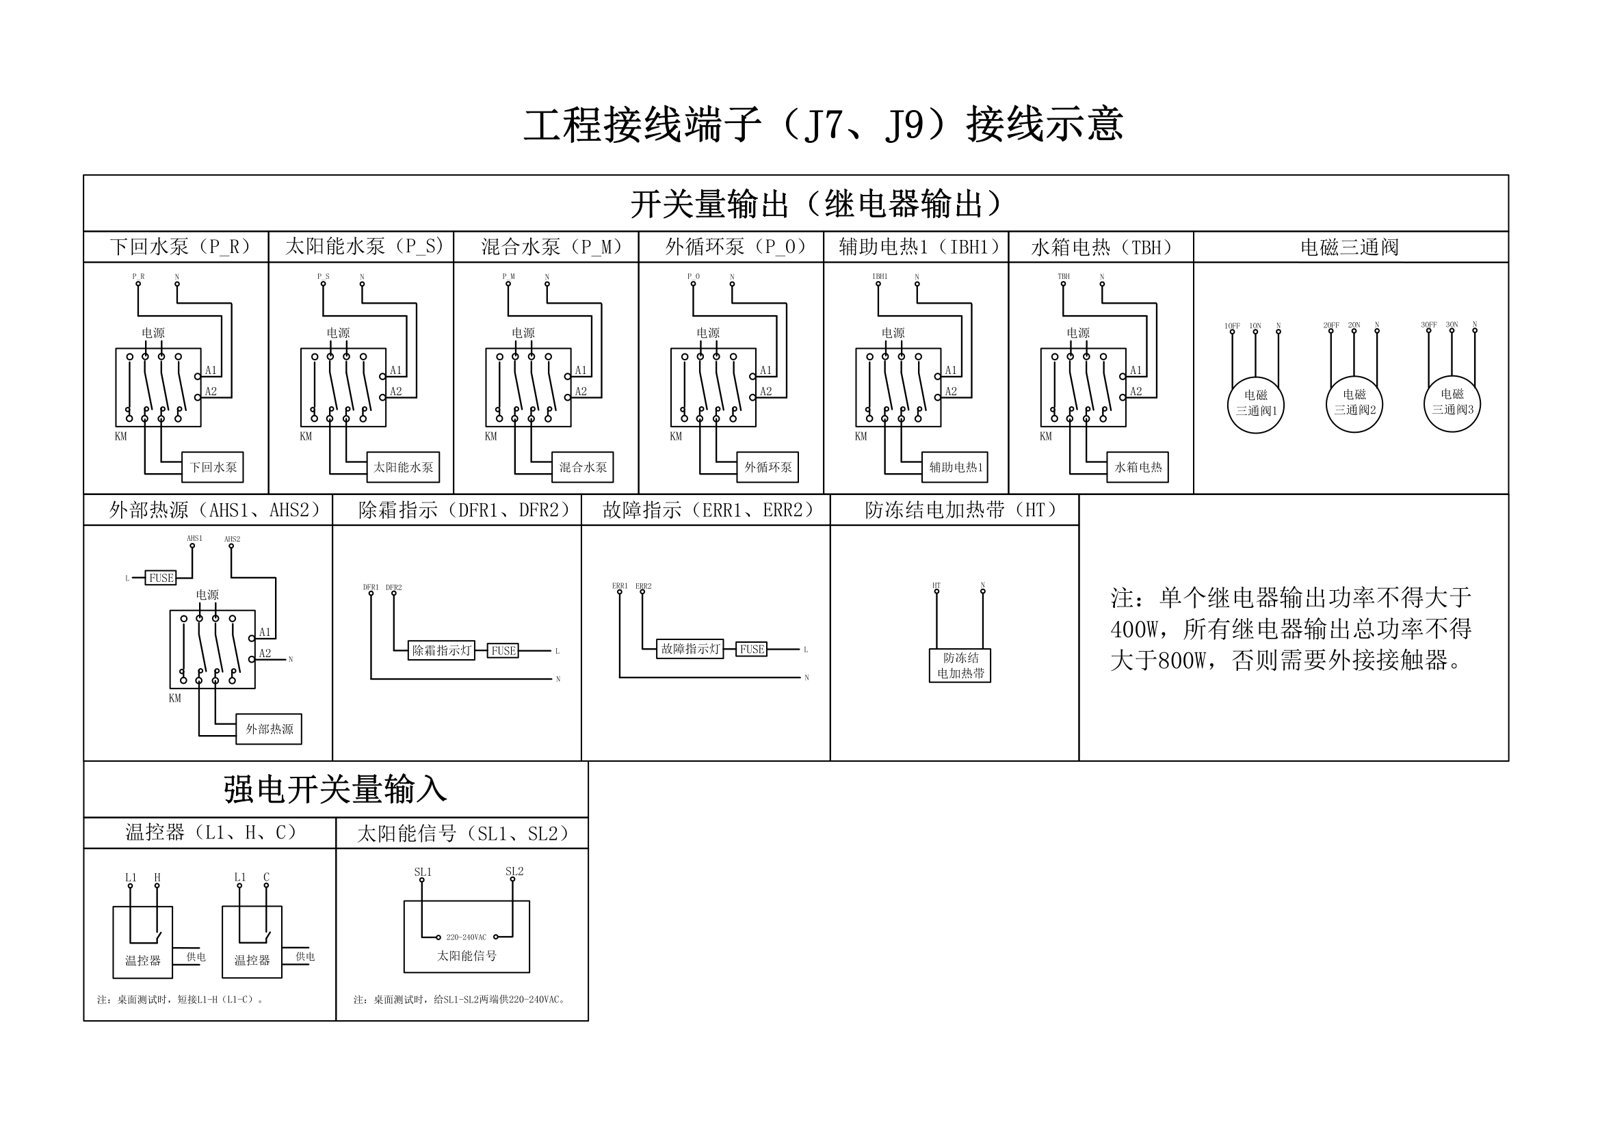 工程接线端子（J7、J9）接线示意
开关量输出（继电器输出）
下回水泵（P_R） 太阳能水泵（P_S） 混合水泵（P_M） 外循环泵（P_O） 辅助电热1（IBH1） 水箱电热（TBH） 电磁三通阀
P_R N P_S N P_M N P_O N IBH1 N TBH N
1OFF 1ON N 2OFF 2ON N 3OFF 3ON N
电源 电源 电源 电源 电源 电源
A1 A1 A1 A1 A1 A1
A2 A2 A2 A2 A2 A2
电磁 电磁 电磁
三通阀1 三通阀2 三通阀3
KM KM KM KM KM KM
下回水泵 太阳能水泵 混合水泵 外循环泵 辅助电热1 水箱电热
外部热源（AHS1、AHS2） 除霜指示（DFR1、DFR2） 故障指示（ERR1、ERR2） 防冻结电加热带（HT）
AHS1 AHS2
L FUSE
电源
A1
A2 N
KM
外部热源
DFR1 DFR2
除霜指示灯 FUSE L
N
ERR1 ERR2
故障指示灯 FUSE L
N
HT N
防冻结
电加热带
注：单个继电器输出功率不得大于
400W，所有继电器输出总功率不得
大于800W，否则需要外接接触器。
强电开关量输入
温控器（L1、H、C） 太阳能信号（SL1、SL2）
L1 H L1 C
温控器 供电 温控器 供电
注：桌面测试时，短接L1-H（L1-C）。
SL1 SL2
220-240VAC
太阳能信号
注：桌面测试时，给SL1-SL2两端供220-240VAC。